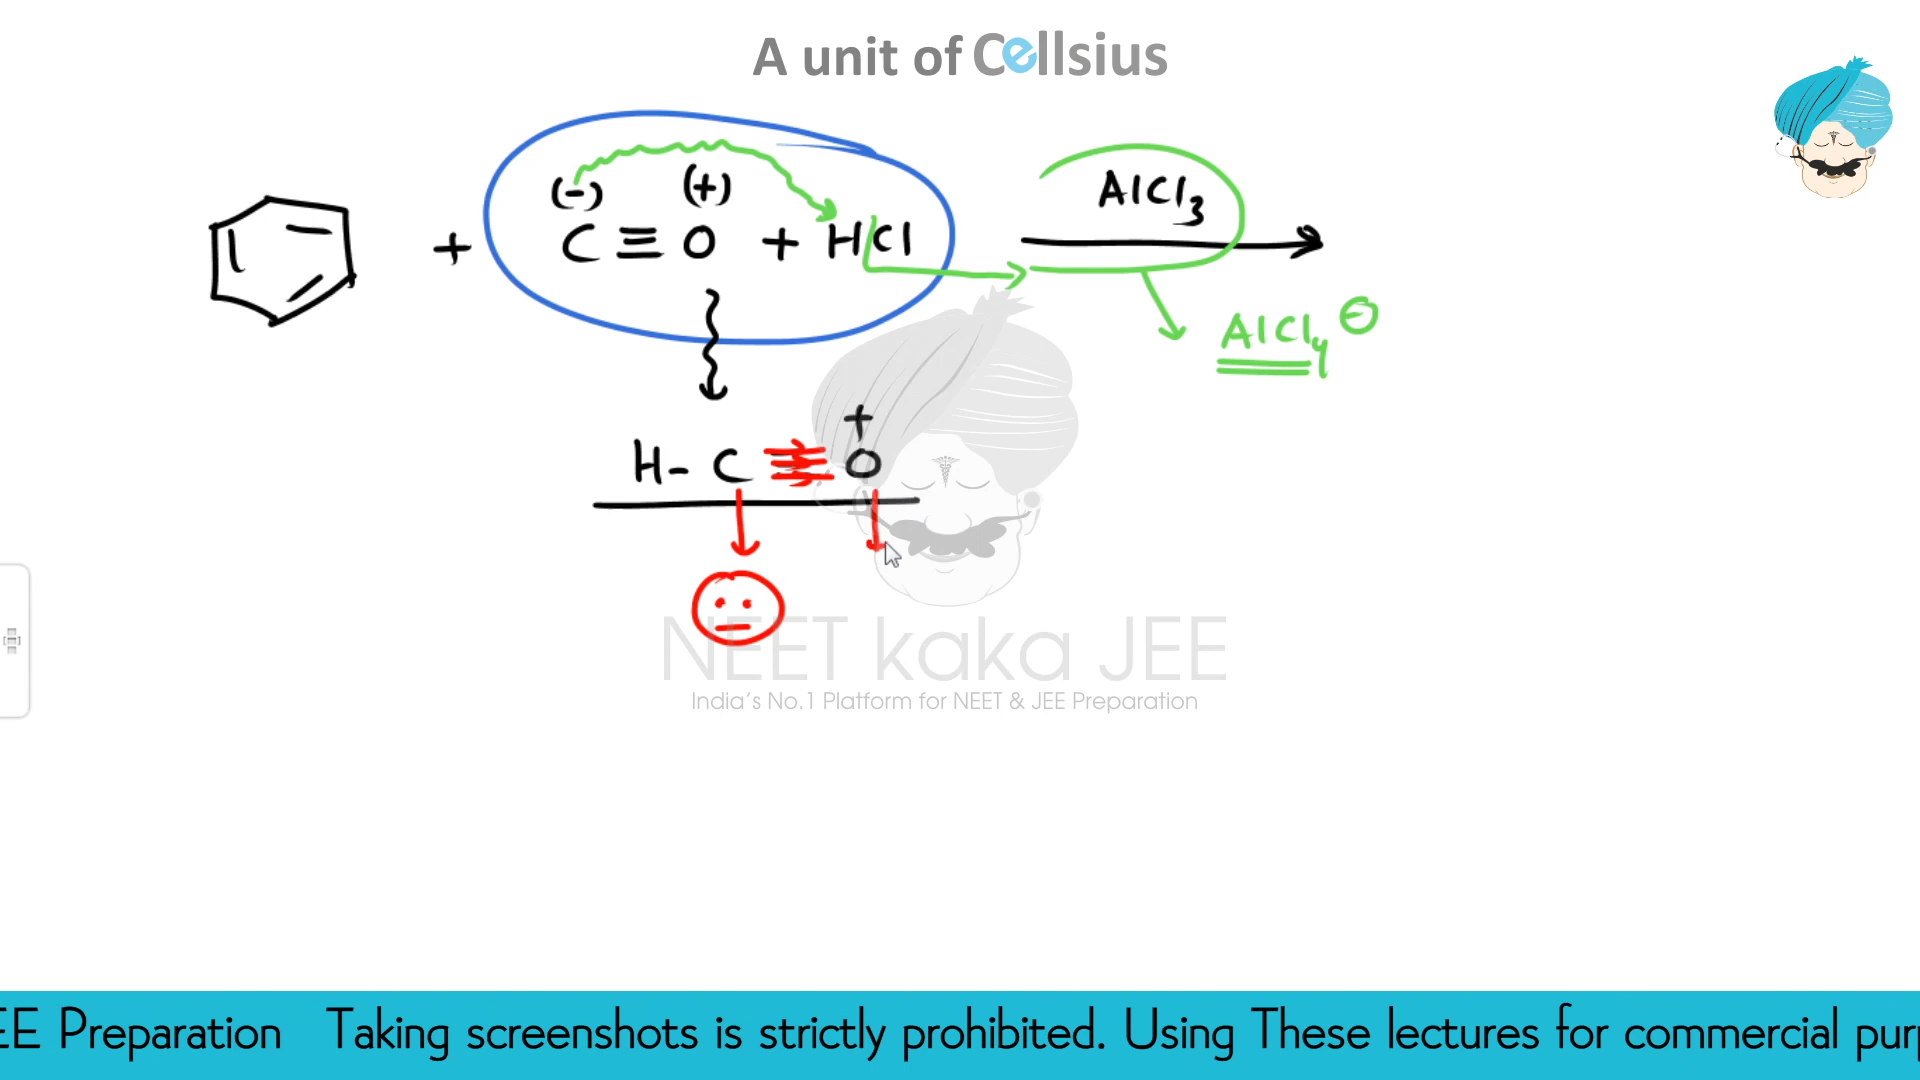 A unit of Cellsius
(-) (+)
+ C ≡ O + HCl AlCl3
AlCl4 ⊖
+
H- C ≡ O
NEET kaka JEE
India's No.1 Platform for NEET & JEE Preparation
EE Preparation Taking screenshots is strictly prohibited. Using These lectures for commercial pur